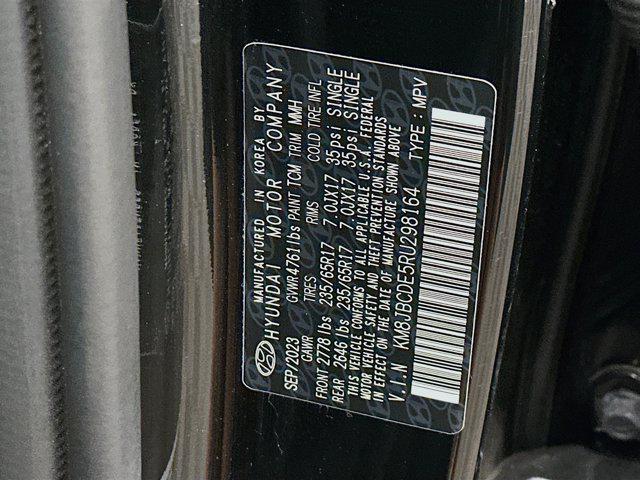 MANUFACTURED IN KOREA BY
HYUNDAI MOTOR COMPANY
SEP/2023 GVWR 4761 lbs PAINT TCM TRIM MMH
GAWR TIRES RIMS COLD TIRE INFL
FRONT 2778 lbs 235/65R17 7.0JX17 35psi SINGLE
REAR 2646 lbs 235/65R17 7.0JX17 35psi SINGLE
THIS VEHICLE CONFORMS TO ALL APPLICABLE U.S.A. FEDERAL
MOTOR VEHICLE SAFETY AND THEFT PREVENTION STANDARDS
IN EFFECT ON THE DATE OF MANUFACTURE SHOWN ABOVE
V.I.N KM8JBCDE5RU298164 TYPE : MPV